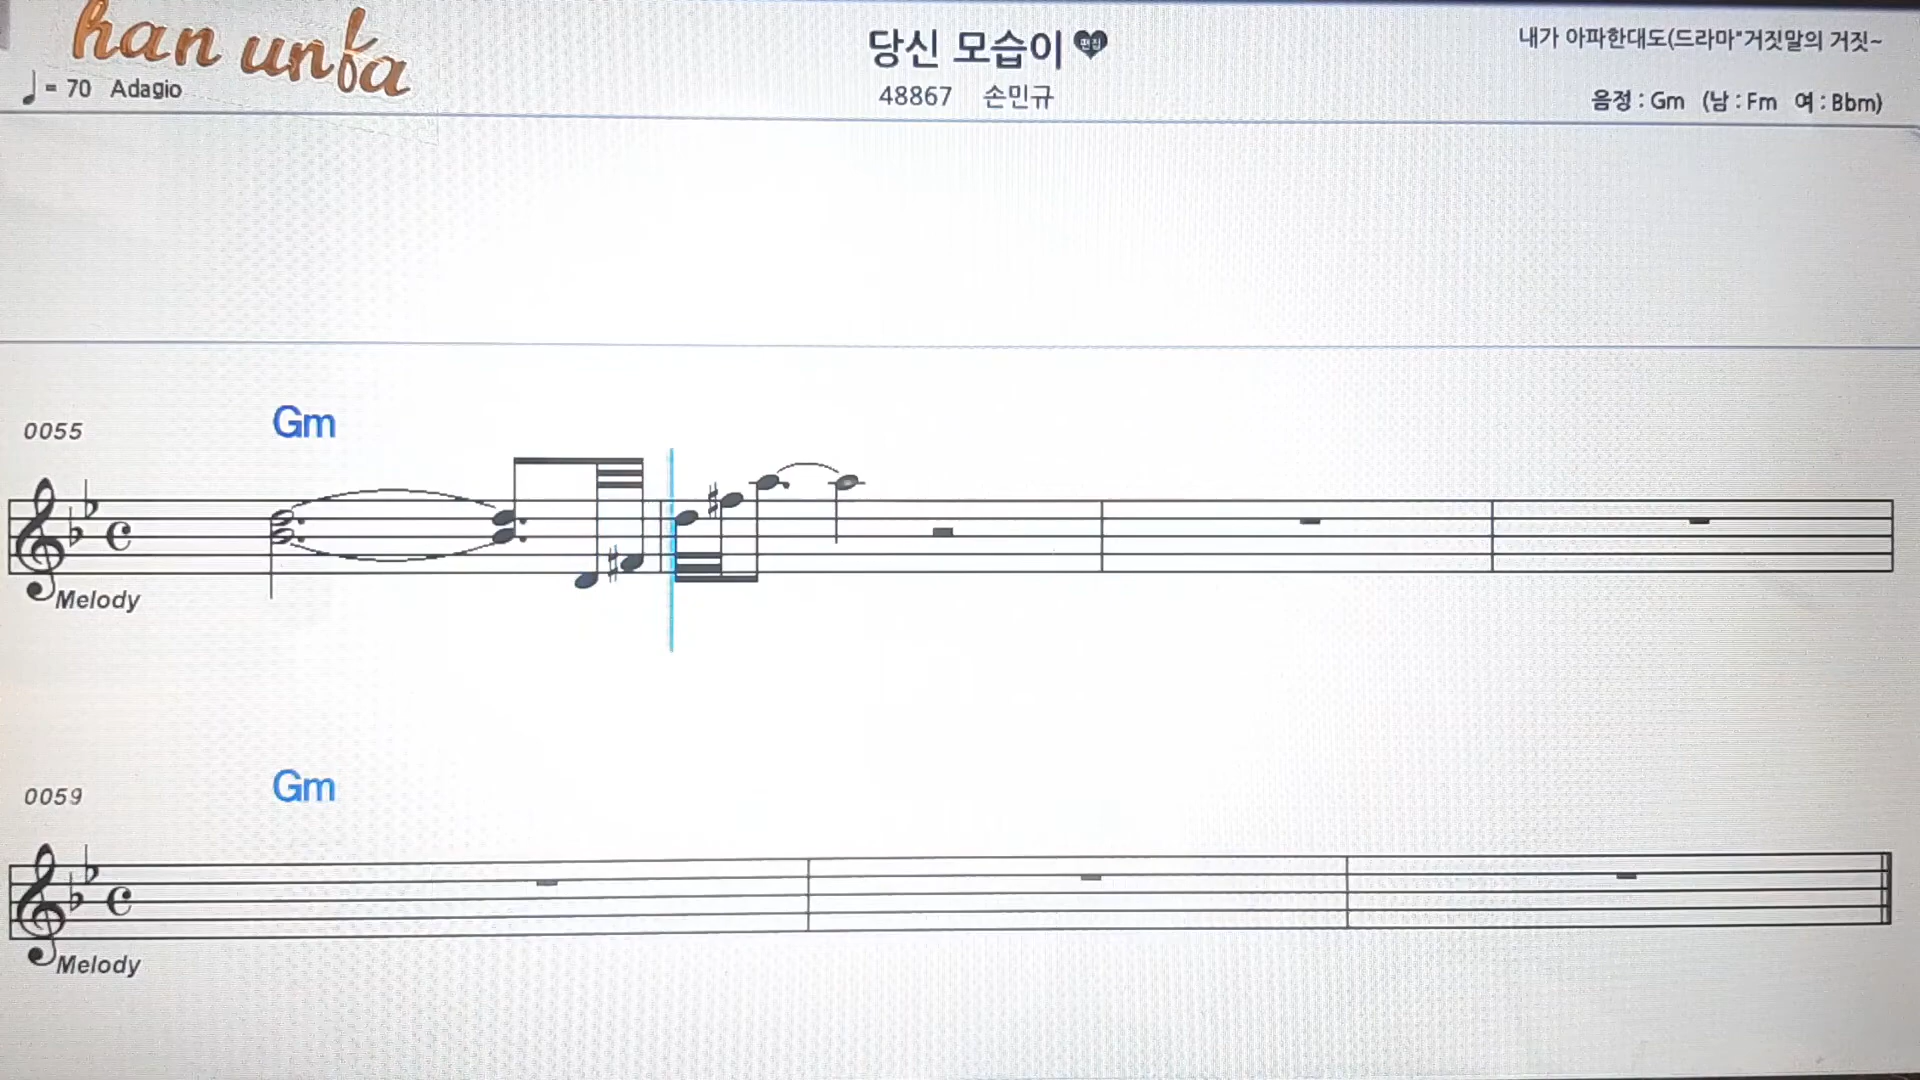 han unfa
당신 모습이 편집
내가 아파한대도(드라마"거짓말의 거짓~
♩ = 70 Adagio
48867 손민규
음정 : Gm (남 : Fm 여 : Bbm)
0055 Gm
Melody
0059 Gm
Melody